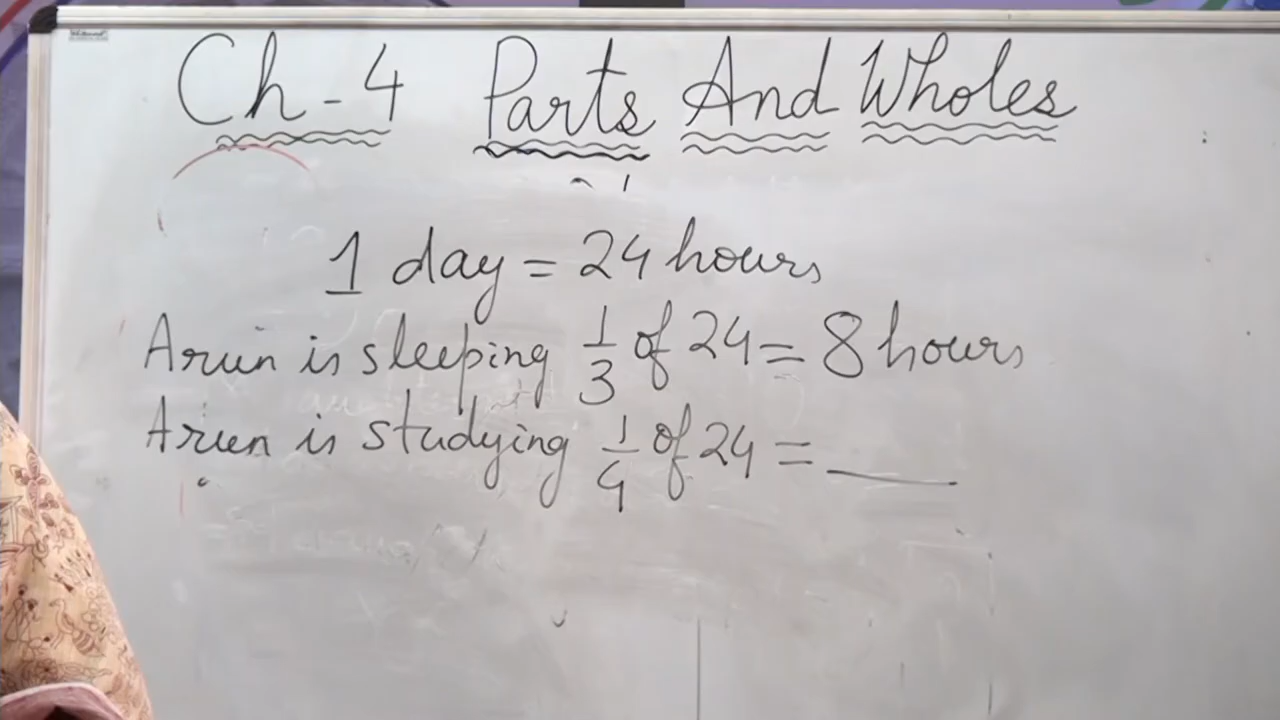 Ch-4 Parts And Wholes
1 day = 24 hours
Arun is sleeping 1/3 of 24 = 8 hours
Arun is studying 1/4 of 24 = ___